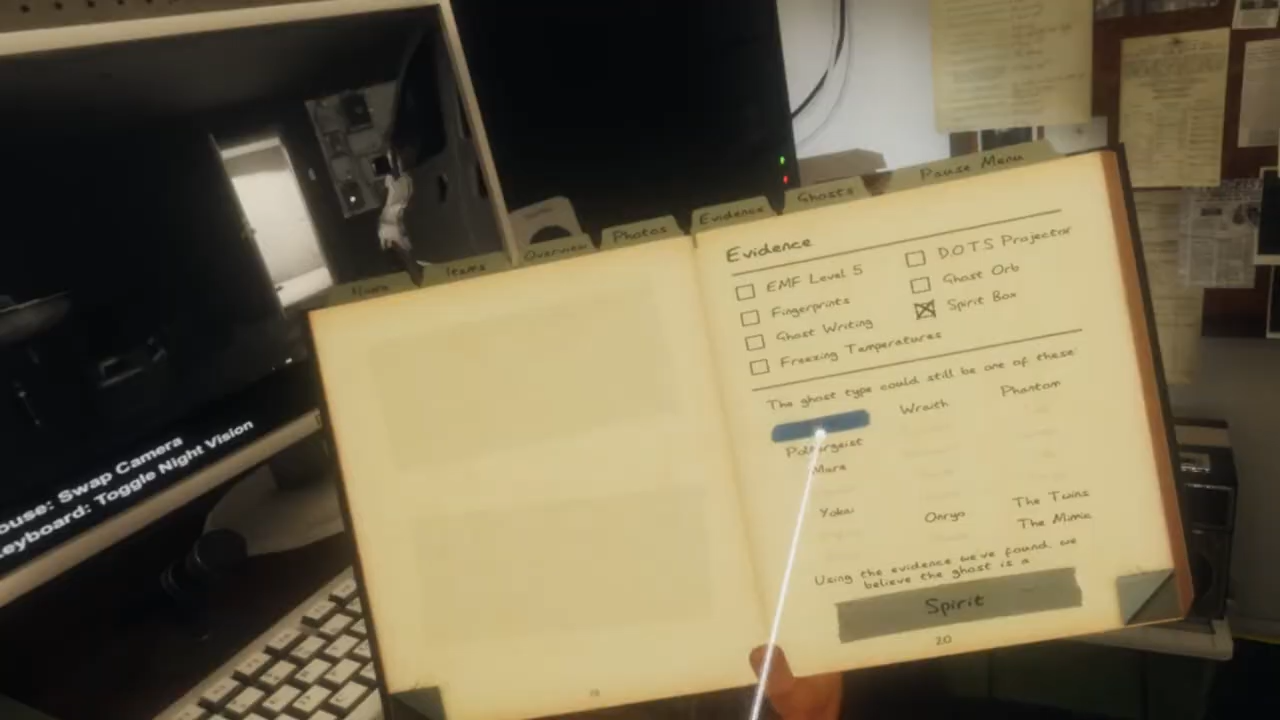 ouse: Swap Camera
eyboard: Toggle Night Vision
Items
Overview
Photos
Evidence
Ghosts
Pause Menu
Evidence
EMF Level 5
D.O.T.S Projector
Fingerprints
Ghost Orb
Ghost Writing
Spirit Box
Freezing Temperatures
The ghost type could still be one of these:
Wraith
Phantom
Poltergeist
Mare
Yokai
Onryo
The Twins
The Mimic
Using the evidence we've found, we
believe the ghost is a
Spirit
20